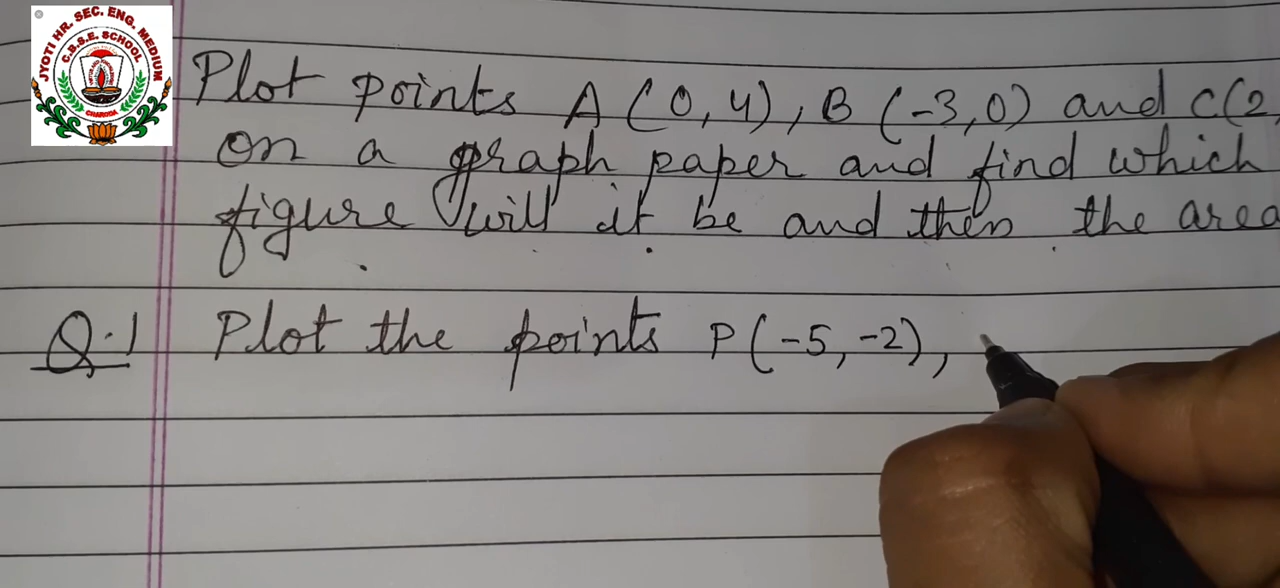 JYOTI HR. SEC. ENG. MEDIUM
C.B.S.E. SCHOOL
CHARODA
Plot points A (0,4), B (-3,0) and C(2,
on a graph paper and find which
figure will it be and then the area
Q.1 Plot the points P(-5,-2),